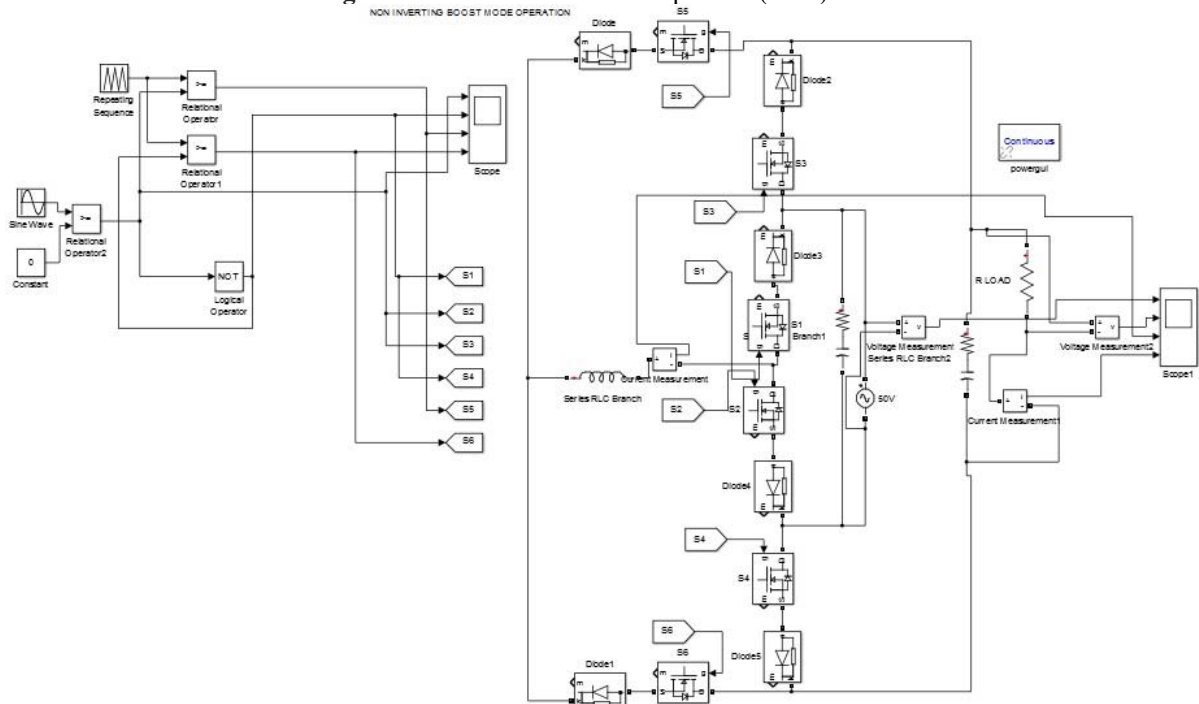 NON INVERTING BOOST MODE OPERATION
Diode
S5
S5
Diode2
Repeating
Sequence
>=
Relational
Operator
>=
Relational
Operator1
Scope
Continuous
powergui
S3
S3
Sine Wave
>=
Relational
Operator2
0
Constant
NOT
Logical
Operator
S1
S2
S3
S4
S5
S6
Diode3
S1
S1
Branch1
R LOAD
Series RLC Branch
Current Measurement
S2
S2
Voltage Measurement
Series RLC Branch2
Voltage Measurement2
Scope1
50V
Current Measurement1
Diode4
S4
S4
S6
S6
Diode1
Diode5